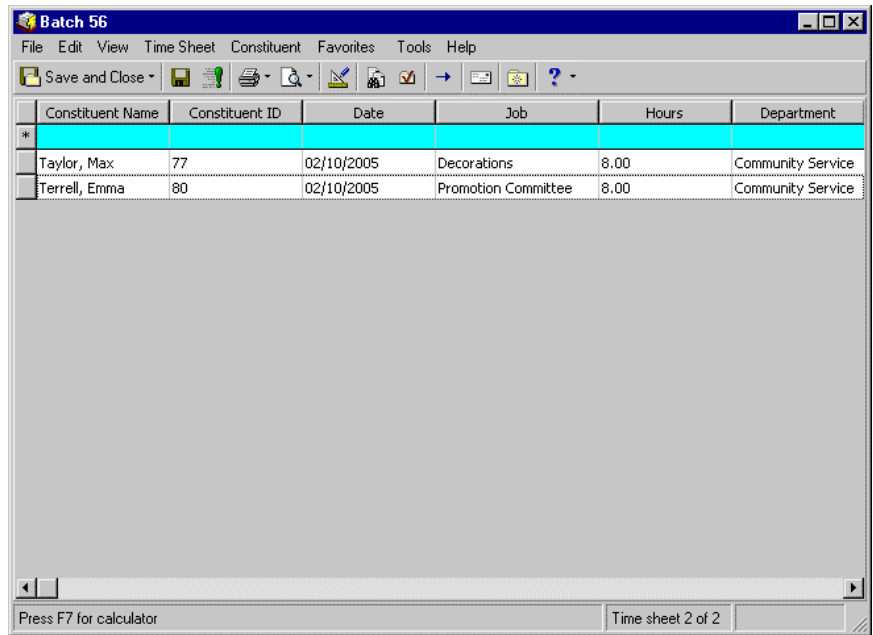 Batch 56
File Edit View Time Sheet Constituent Favorites Tools Help
Save and Close ?
Constituent Name Constituent ID Date Job Hours Department
*
Taylor, Max 77 02/10/2005 Decorations 8.00 Community Service
Terrell, Emma 80 02/10/2005 Promotion Committee 8.00 Community Service
Press F7 for calculator Time sheet 2 of 2